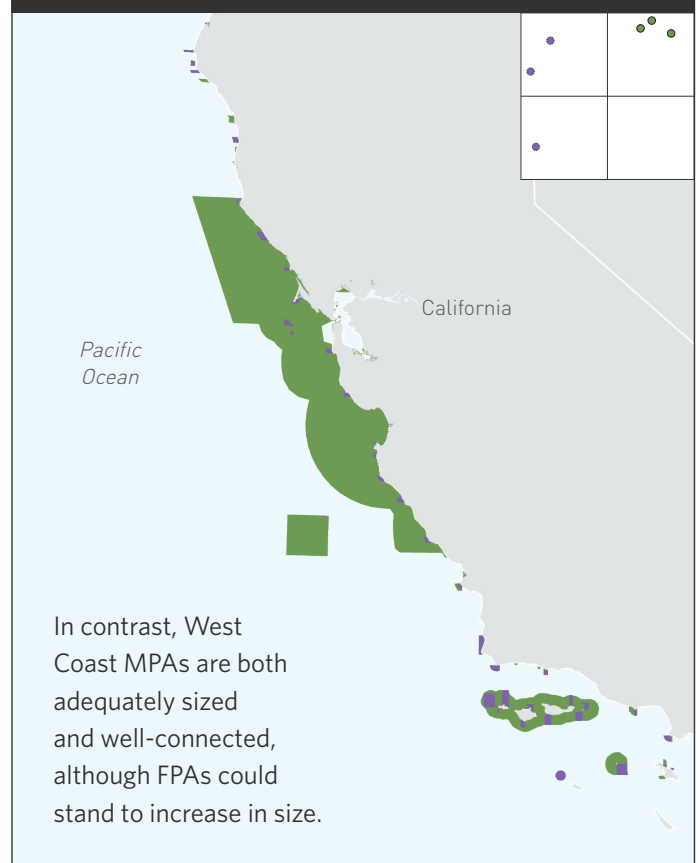 California
Pacific
Ocean
In contrast, West
Coast MPAs are both
adequately sized
and well-connected,
although FPAs could
stand to increase in size.